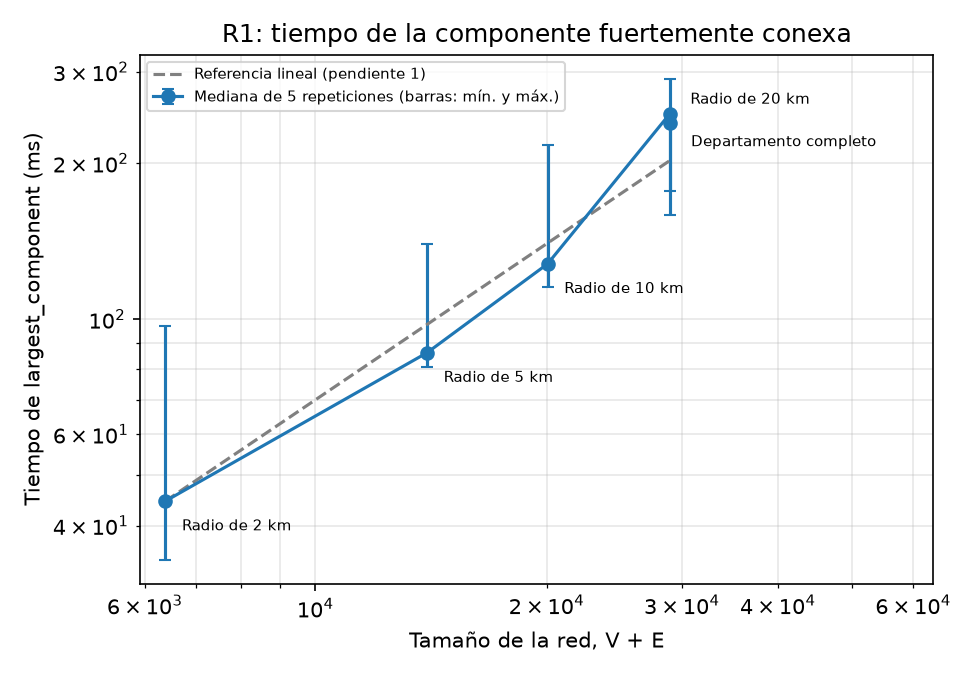 R1: tiempo de la componente fuertemente conexa
Referencia lineal (pendiente 1)
Mediana de 5 repeticiones (barras: mín. y máx.)
Radio de 20 km
Departamento completo
Radio de 10 km
Radio de 5 km
Radio de 2 km
Tiempo de largest_component (ms)
3 × 10²
2 × 10²
10²
6 × 10¹
4 × 10¹
6 × 10³
10⁴
2 × 10⁴
3 × 10⁴
4 × 10⁴
6 × 10⁴
Tamaño de la red, V + E